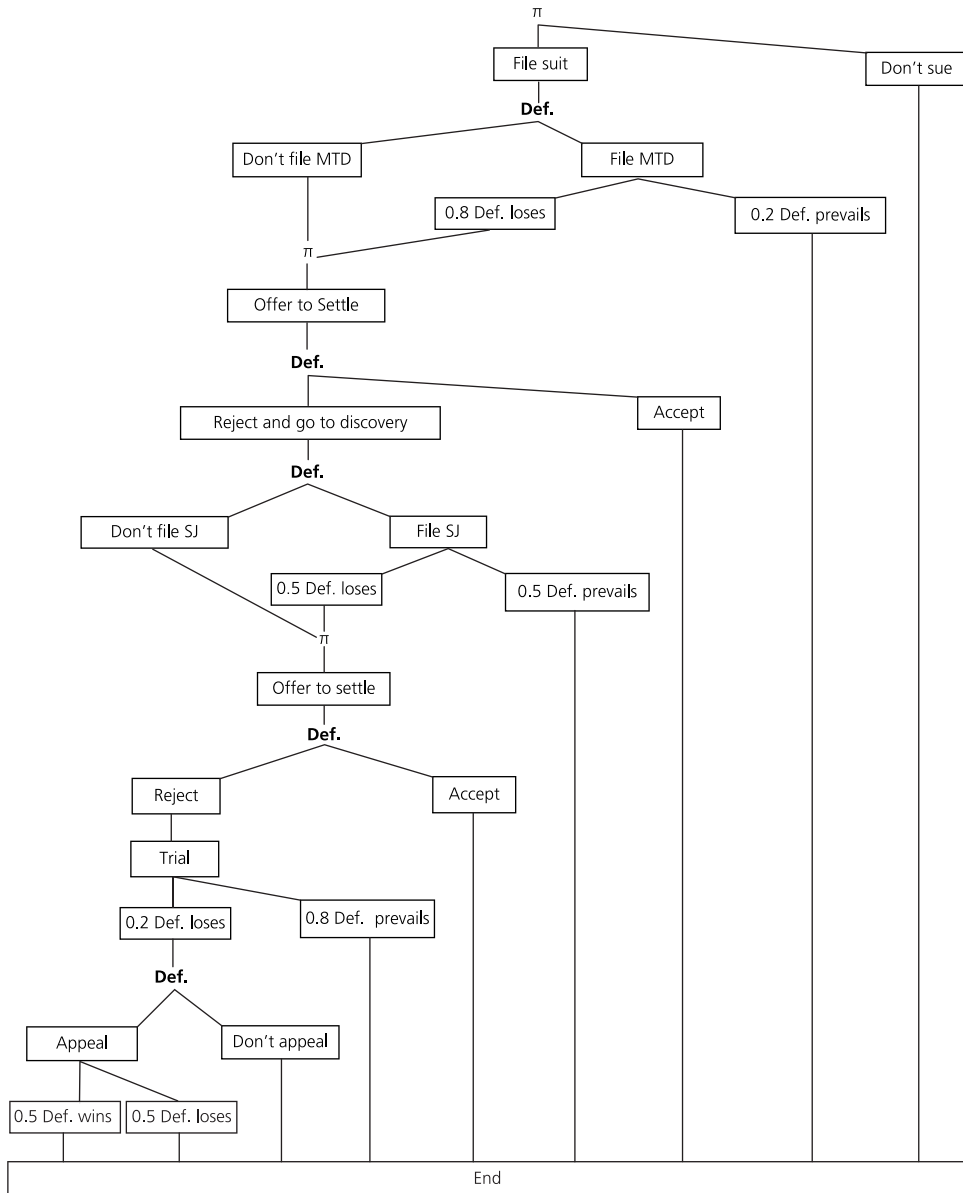 π
File suit
Don't sue
Def.
Don't file MTD
File MTD
0.8 Def. loses
0.2 Def. prevails
π
Offer to Settle
Def.
Reject and go to discovery
Accept
Def.
Don't file SJ
File SJ
0.5 Def. loses
0.5 Def. prevails
π
Offer to settle
Def.
Reject
Accept
Trial
0.2 Def. loses
0.8 Def. prevails
Def.
Appeal
Don't appeal
0.5 Def. wins
0.5 Def. loses
End